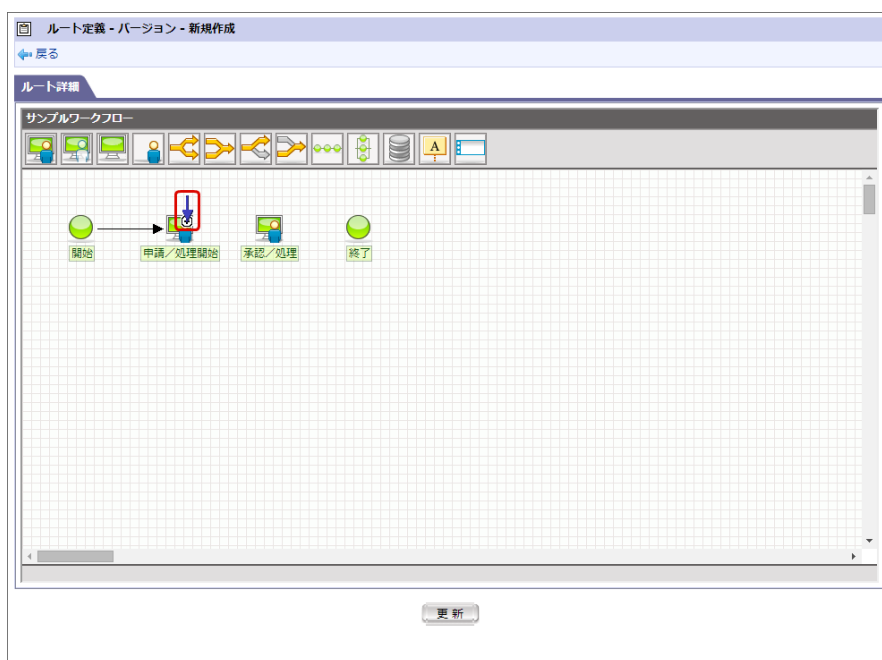 ルート定義 - バージョン - 新規作成
戻る
ルート詳細
サンプルワークフロー
A
開始
申請／処理開始
承認／処理
終了
更新